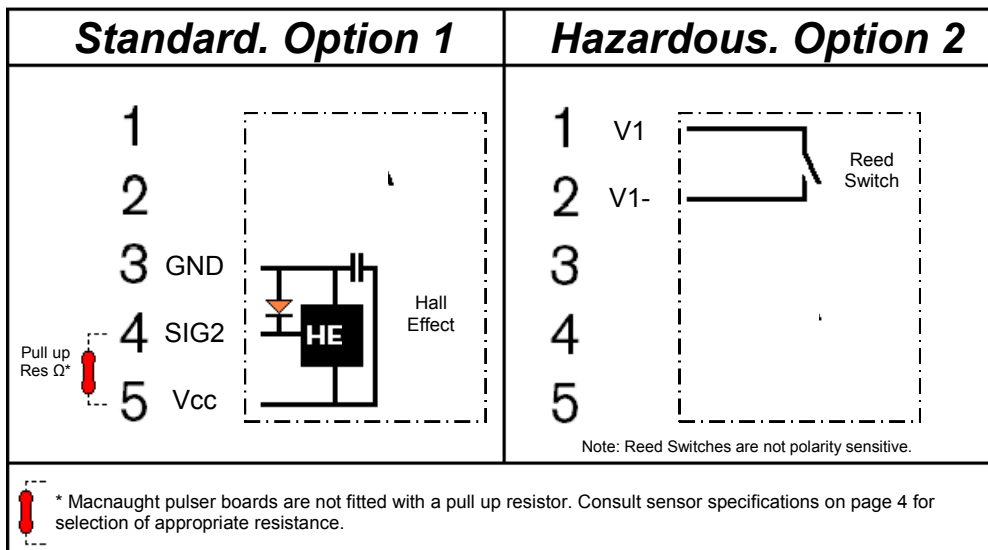 Standard. Option 1
Hazardous. Option 2
1
2
3 GND
4 SIG2
5 Vcc
Pull up
Res Ω*
HE
Hall
Effect
1 V1
2 V1-
3
4
5
Reed
Switch
Note: Reed Switches are not polarity sensitive.
* Macnaught pulser boards are not fitted with a pull up resistor. Consult sensor specifications on page 4 for
selection of appropriate resistance.